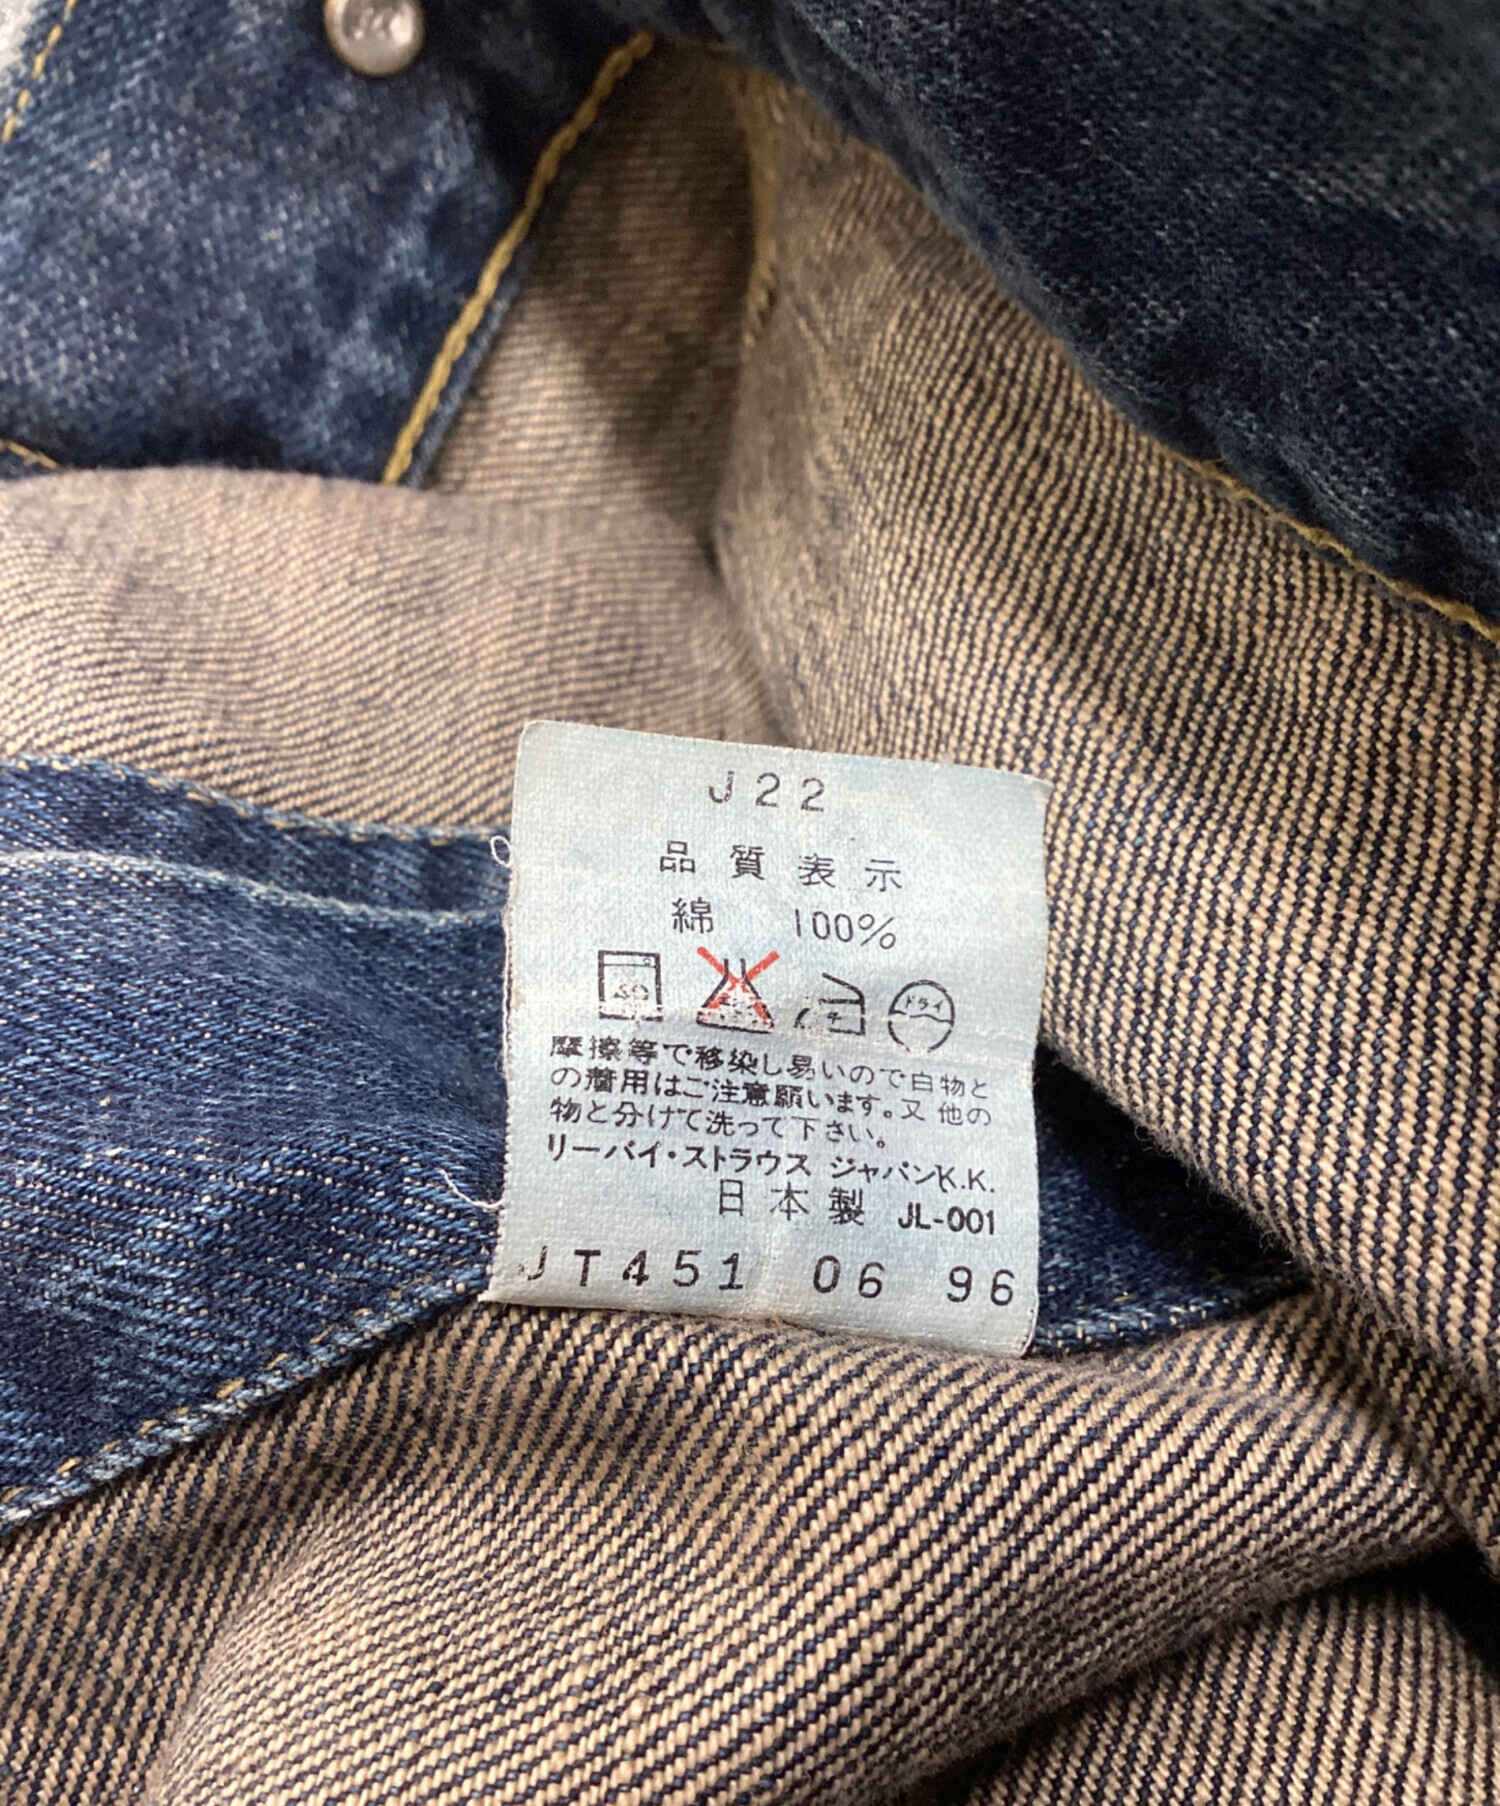 J22
品質表示
綿 100%
40
ドライ
摩擦等で移染し易いので白物と
の着用はご注意願います。又他の
物と分けて洗って下さい。
リーバイ・ストラウス ジャパンK.K.
日本製 JL-001
JT451 06 96